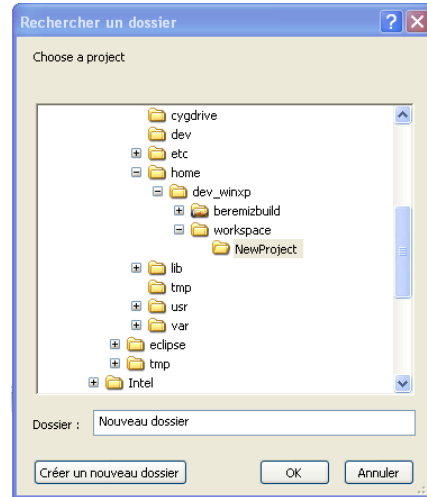 Rechercher un dossier
Choose a project
cygdrive
dev
etc
home
dev_winxp
beremizbuild
workspace
NewProject
lib
tmp
usr
var
eclipse
tmp
Intel
Dossier : Nouveau dossier
Créer un nouveau dossier OK Annuler